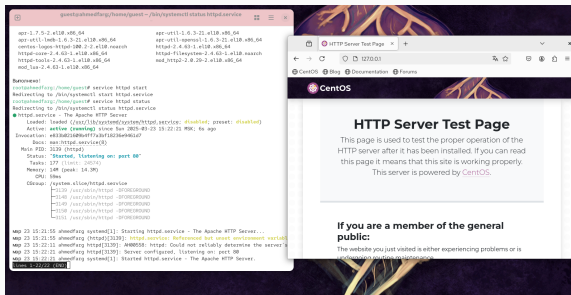 guest@ahmedfarg:/home/guest — /bin/systemctl status httpd.service
apr-1.7.5-2.el10.x86_64 apr-util-1.6.3-21.el10.x86_64
apr-util-lmdb-1.6.3-21.el10.x86_64 apr-util-openssl-1.6.3-21.el10.x86_64
centos-logos-httpd-100.2-2.el10.noarch httpd-2.4.63-1.el10.x86_64
httpd-core-2.4.63-1.el10.x86_64 httpd-filesystem-2.4.63-1.el10.noarch
httpd-tools-2.4.63-1.el10.x86_64 mod_http2-2.0.29-2.el10.x86_64
mod_lua-2.4.63-1.el10.x86_64
Выполнено!
root@ahmedfarg:/home/guest# service httpd start
Redirecting to /bin/systemctl start httpd.service
root@ahmedfarg:/home/guest# service httpd status
Redirecting to /bin/systemctl status httpd.service
● httpd.service - The Apache HTTP Server
Loaded: loaded (/usr/lib/systemd/system/httpd.service; disabled; preset: disabled)
Active: active (running) since Sun 2025-03-23 15:22:21 MSK; 6s ago
Invocation:
Docs: man:httpd.service(8)
Main PID: 3139 (httpd)
Status: "Started, listening on: port 80"
Tasks: 177 (limit:
Memory: 14M (peak: 14.3M)
CPU: 50ms
CGroup: /system.slice/httpd.service
├─3139 /usr/sbin/httpd -DFOREGROUND
/usr/sbin/httpd -DFOREGROUND
/usr/sbin/httpd -DFOREGROUND
/usr/sbin/httpd -DFOREGROUND
/usr/sbin/httpd -DFOREGROUND
мар 23 15:21:55 ahmedfarg systemd[1]: Starting httpd.service - The Apache HTTP Server...
мар 23 15:21:55 ahmedfarg (httpd)[3139]: httpd.service: Referenced but unset environment variabl
мар 23 15:22:11 ahmedfarg httpd[3139]: AH00558: httpd: Could not reliably determine the server's
мар 23 15:22:21 ahmedfarg httpd[3139]: Server configured, listening on: port 80
мар 23 15:22:21 ahmedfarg systemd[1]: Started httpd.service - The Apache HTTP Server.
lines 1-22/22 (END)
HTTP Server Test Page
127.0.0.1
CentOS Blog Documentation Forums
CentOS
HTTP Server Test Page
This page is used to test the proper operation of the
HTTP server after it has been installed. If you can read
this page it means that this site is working properly.
This server is powered by CentOS.
If you are a member of the general
public:
The website you just visited is either experiencing problems or is
undergoing routine maintenance.